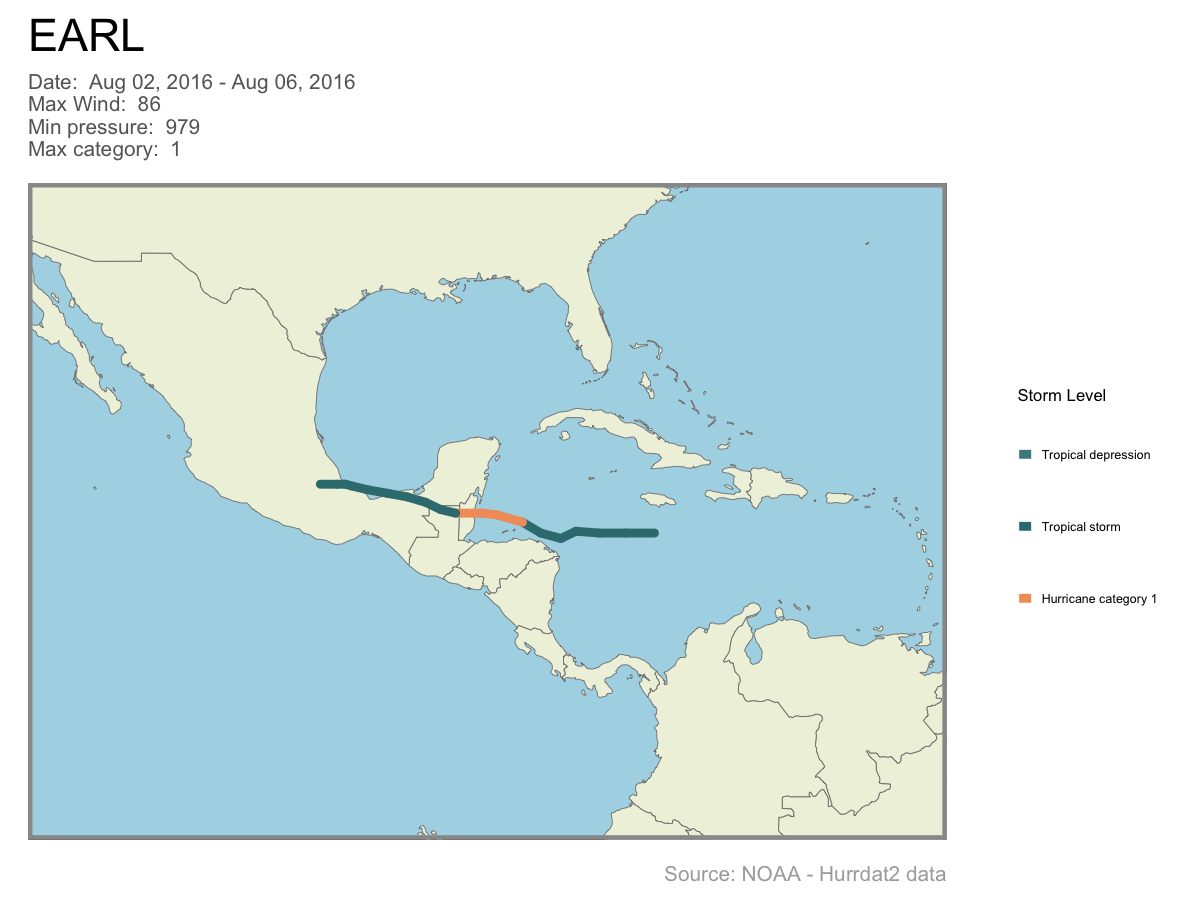 EARL
Date:  Aug 02, 2016 - Aug 06, 2016
Max Wind:  86
Min pressure:  979
Max category:  1
Storm Level
Tropical depression
Tropical storm
Hurricane category 1
Source: NOAA - Hurrdat2 data